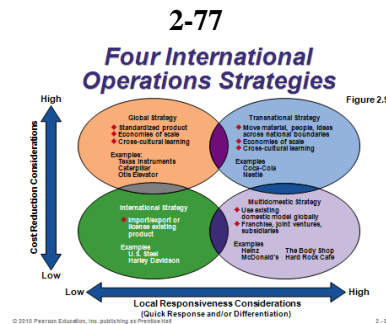 2-77
Four International
Operations Strategies
High
Figure 2.9
Global Strategy
Standardized product
Economies of scale
Cross-cultural learning
Examples:
Texas Instruments
Caterpillar
Otis Elevator
Transnational Strategy
Move material, people, ideas
across national boundaries
Economies of scale
Cross-cultural learning
Examples
Coca-Cola
Nestle
Cost Reduction Considerations
International Strategy
Import/export or
license existing
product
Examples
U. S. Steel
Harley Davidson
Multidomestic Strategy
Use existing
domestic model globally
Franchise, joint ventures,
subsidiaries
Examples
Heinz The Body Shop
McDonald's Hard Rock Cafe
Low
Low
High
Local Responsiveness Considerations
(Quick Response and/or Differentiation)
© 2010 Pearson Education, Inc. publishing as Prentice Hall